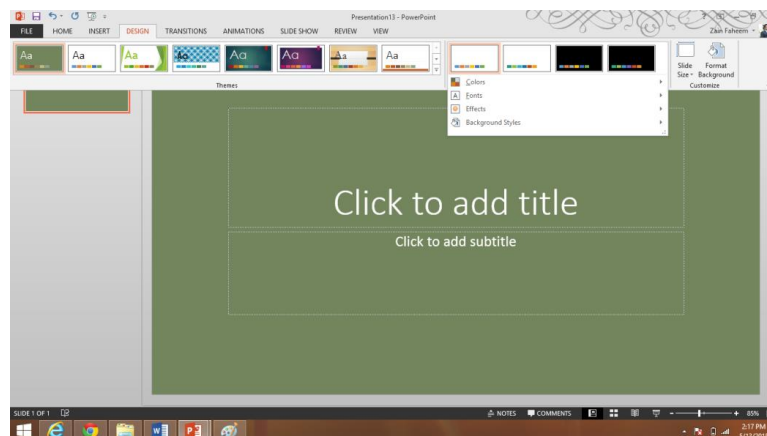 Presentation13 - PowerPoint
?
FILE HOME INSERT DESIGN TRANSITIONS ANIMATIONS SLIDE SHOW REVIEW VIEW Zain Faheem
Aa Aa Aa Aa Aa Aa Aa Aa
Slide Size
Format Background
Themes
Customize
Colors
A Fonts
Effects
Background Styles
Click to add title
Click to add subtitle
SLIDE 1 OF 1 NOTES COMMENTS 85%
2:17 PM